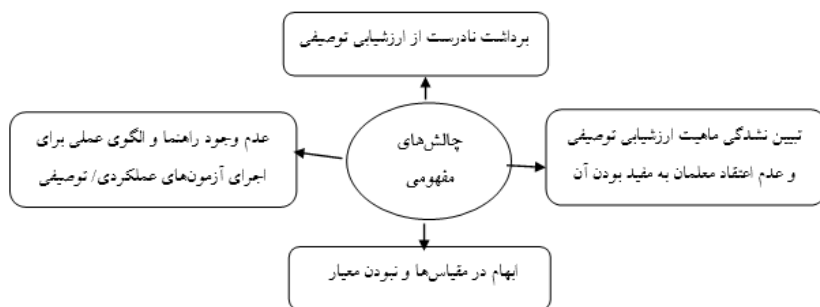 برداشت نادرست از ارزشیابی توصیفی
تبیین نشدگی ماهیت ارزشیابی توصیفی
و عدم اعتقاد معلمان به مفید بودن آن
چالش‌های
مفهومی
عدم وجود راهنما و الگوی عملی برای
اجرای آزمون‌های عملکردی/ توصیفی
ابهام در مقیاس‌ها و نبودن معیار